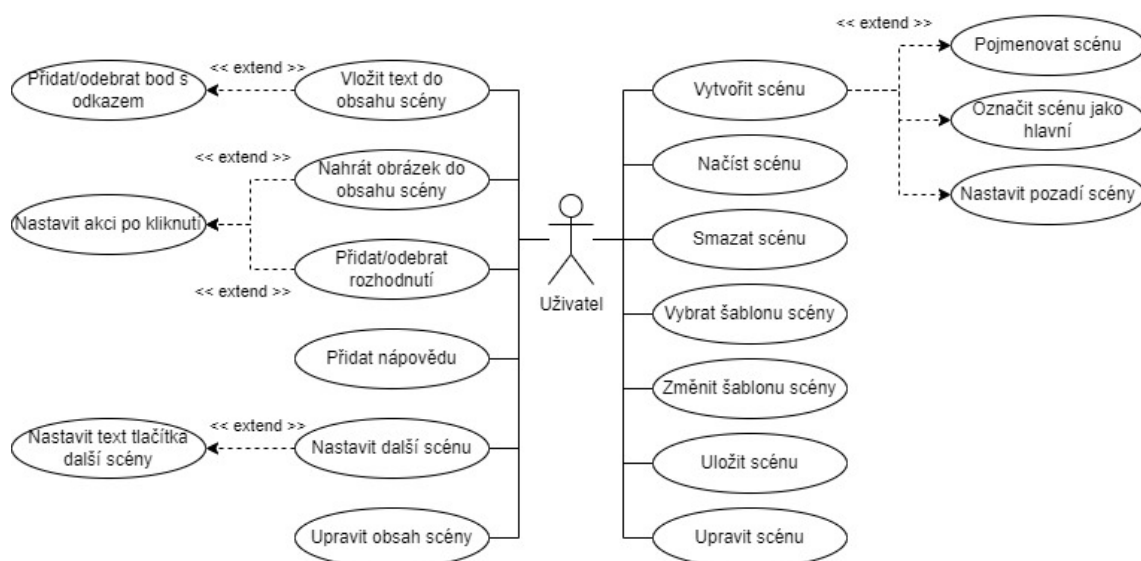 << extend >>
Pojmenovat scénu
Přidat/odebrat bod s
odkazem
<< extend >>
Vložit text do
obsahu scény
Vytvořit scénu
Označit scénu jako
hlavní
<< extend >>
Nahrát obrázek do
obsahu scény
Načíst scénu
Nastavit pozadí scény
Nastavit akci po kliknutí
Přidat/odebrat
rozhodnutí
<< extend >>
Smazat scénu
Uživatel
Vybrat šablonu scény
Přidat nápovědu
Změnit šablonu scény
Nastavit text tlačítka
další scény
<< extend >>
Nastavit další scénu
Uložit scénu
Upravit obsah scény
Upravit scénu